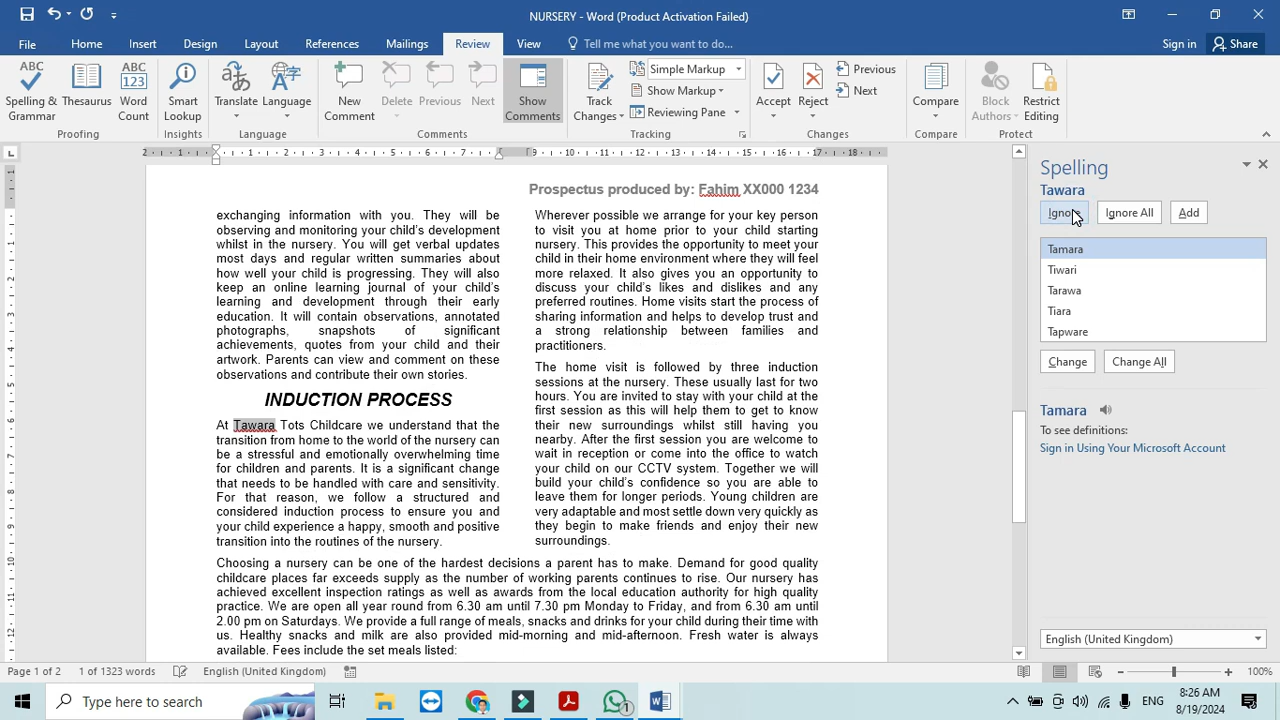 NURSERY - Word (Product Activation Failed)
File Home Insert Design Layout References Mailings Review View Tell me what you want to do... Sign in Share
Spelling & Grammar
Thesaurus
Word Count
Smart Lookup
Translate
Language
New Comment
Delete
Previous
Next
Show Comments
Track Changes
Simple Markup
Show Markup
Reviewing Pane
Accept
Reject
Previous
Next
Compare
Block Authors
Restrict Editing
Proofing Insights Language Comments Tracking Changes Compare Protect
2 1 1 2 3 4 5 6 7 9 10 11 12 13 14 15 16 17 18
Prospectus produced by: Fahim XX000 1234
exchanging information with you. They will be
observing and monitoring your child's development
whilst in the nursery. You will get verbal updates
most days and regular written summaries about
how well your child is progressing. They will also
keep an online learning journal of your child's
learning and development through their early
education. It will contain observations, annotated
photographs, snapshots of significant
achievements, quotes from your child and their
artwork. Parents can view and comment on these
observations and contribute their own stories.
INDUCTION PROCESS
At Tawara Tots Childcare we understand that the
transition from home to the world of the nursery can
be a stressful and emotionally overwhelming time
for children and parents. It is a significant change
that needs to be handled with care and sensitivity.
For that reason, we follow a structured and
considered induction process to ensure you and
your child experience a happy, smooth and positive
transition into the routines of the nursery.
Wherever possible we arrange for your key person
to visit you at home prior to your child starting
nursery. This provides the opportunity to meet your
child in their home environment where they will feel
more relaxed. It also gives you an opportunity to
discuss your child's likes and dislikes and any
preferred routines. Home visits start the process of
sharing information and helps to develop trust and
a strong relationship between families and
practitioners.
The home visit is followed by three induction
sessions at the nursery. These usually last for two
hours. You are invited to stay with your child at the
first session as this will help them to get to know
their new surroundings whilst still having you
nearby. After the first session you are welcome to
wait in reception or come into the office to watch
your child on our CCTV system. Together we will
build your child's confidence so you are able to
leave them for longer periods. Young children are
very adaptable and most settle down very quickly as
they begin to make friends and enjoy their new
surroundings.
Choosing a nursery can be one of the hardest decisions a parent has to make. Demand for good quality
childcare places far exceeds supply as the number of working parents continues to rise. Our nursery has
achieved excellent inspection ratings as well as awards from the local education authority for high quality
practice. We are open all year round from 6.30 am until 7.30 pm Monday to Friday, and from 6.30 am until
2.00 pm on Saturdays. We provide a full range of meals, snacks and drinks for your child during their time with
us. Healthy snacks and milk are also provided mid-morning and mid-afternoon. Fresh water is always
available. Fees include the set meals listed:
Spelling
Tawara
Ignore Ignore All Add
Tamara
Tiwari
Tarawa
Tiara
Tapware
Change Change All
Tamara
To see definitions:
Sign in Using Your Microsoft Account
English (United Kingdom)
Page 1 of 2 1 of 1323 words English (United Kingdom) 100%
Type here to search
1
ENG
8:26 AM
8/19/2024